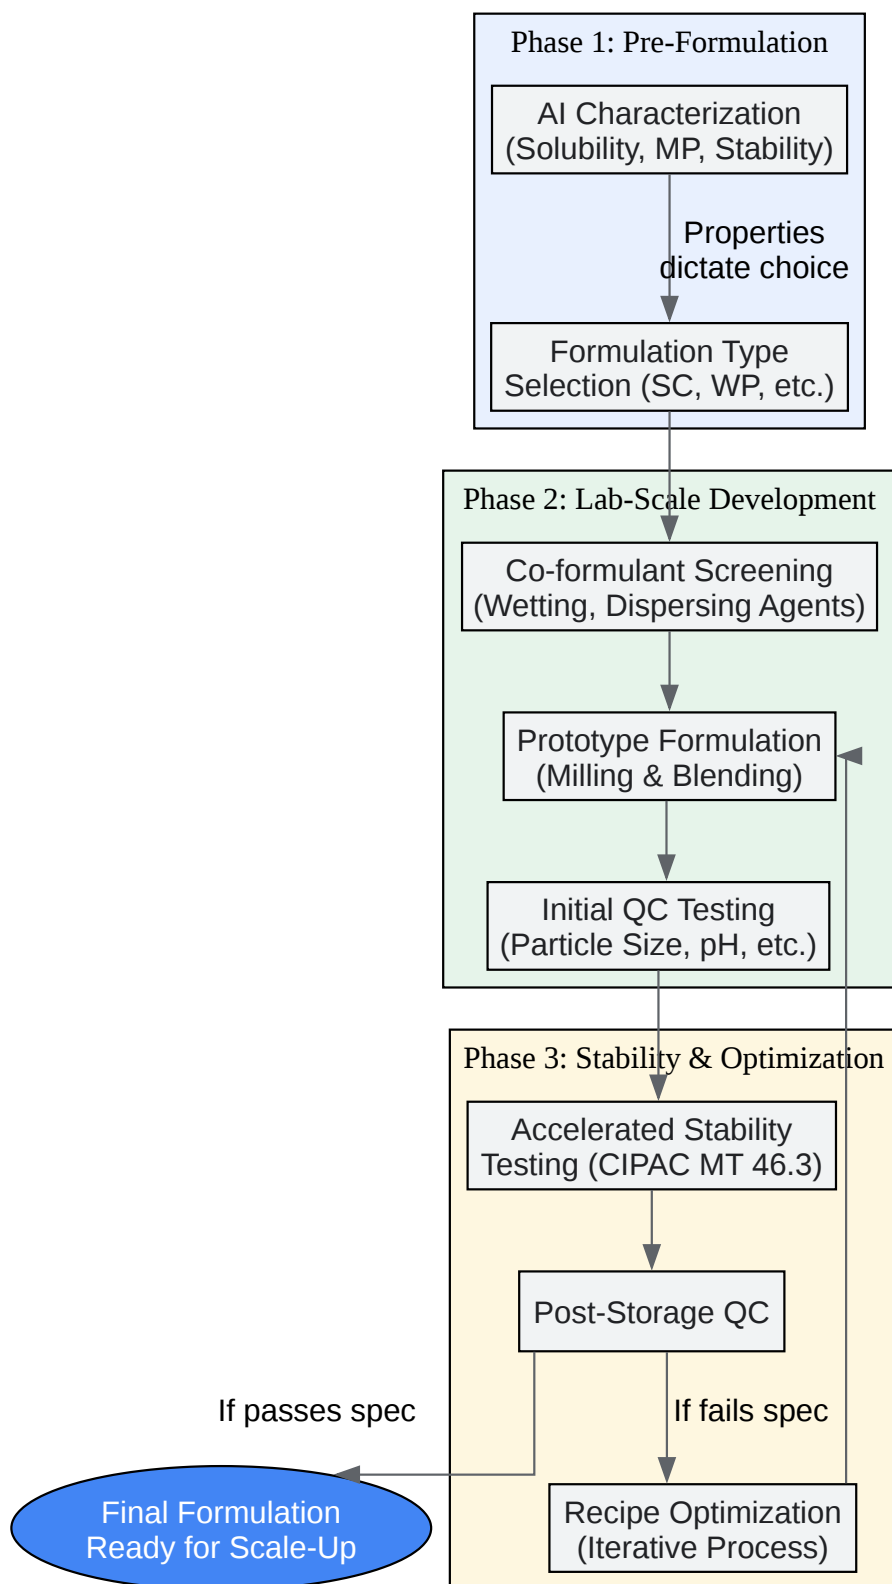 Phase 1: Pre-Formulation
AI Characterization
(Solubility, MP, Stability)
Properties
dictate choice
Formulation Type
Selection (SC, WP, etc.)
Phase 2: Lab-Scale Development
Co-formulant Screening
(Wetting, Dispersing Agents)
Prototype Formulation
(Milling & Blending)
Initial QC Testing
(Particle Size, pH, etc.)
Phase 3: Stability & Optimization
Accelerated Stability
Testing (CIPAC MT 46.3)
Post-Storage QC
If passes spec
If fails spec
Final Formulation
Ready for Scale-Up
Recipe Optimization
(Iterative Process)